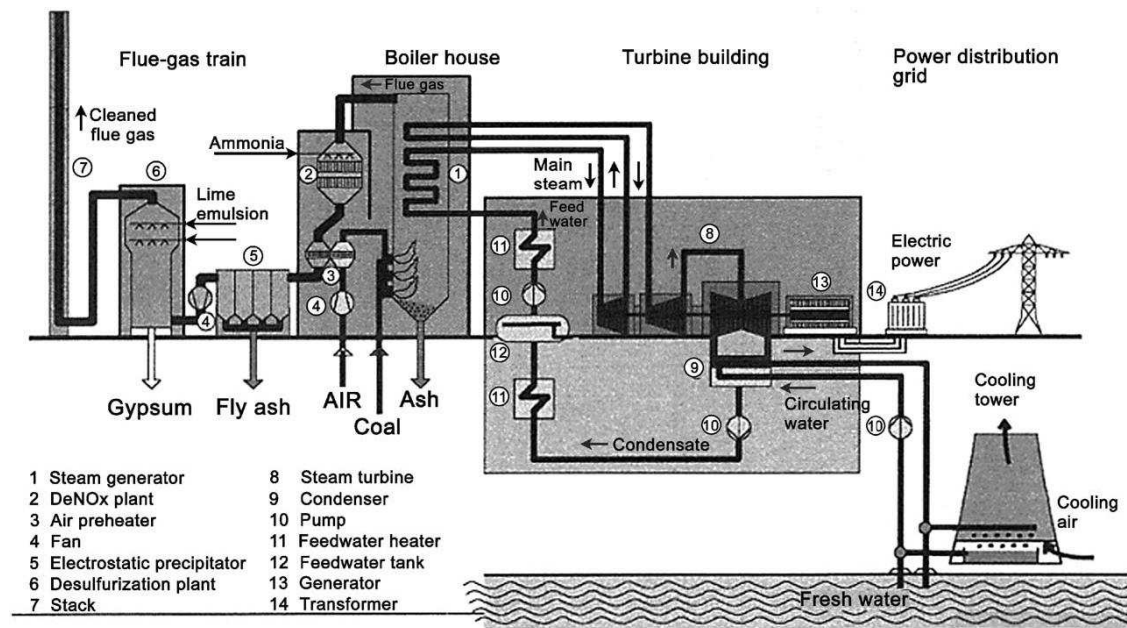 Flue-gas train
Boiler house
Turbine building
Power distribution
grid
Flue gas
Cleaned
flue gas
Ammonia
7
6
2
1
Main
steam
Lime
emulsion
Feed
water
8
Electric
power
5
11
13
14
3
10
4
4
12
9
Cooling
tower
Gypsum
Fly ash
AIR
Ash
Coal
11
Circulating
water
10
10
Condensate
Cooling
air
1 Steam generator
2 DeNOx plant
3 Air preheater
4 Fan
5 Electrostatic precipitator
6 Desulfurization plant
7 Stack
8 Steam turbine
9 Condenser
10 Pump
11 Feedwater heater
12 Feedwater tank
13 Generator
14 Transformer
Fresh water